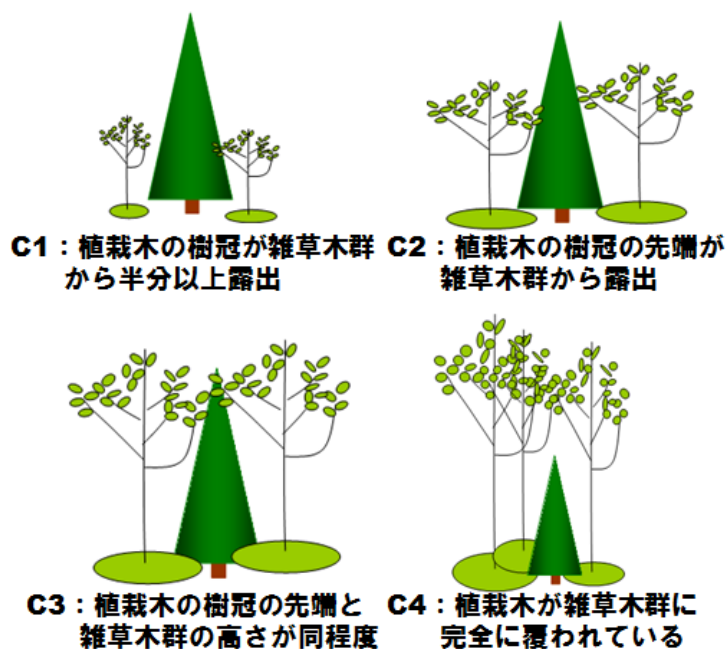 C1：植栽木の樹冠が雑草木群
から半分以上露出
C2：植栽木の樹冠の先端が
雑草木群から露出
C3：植栽木の樹冠の先端と
雑草木群の高さが同程度
C4：植栽木が雑草木群に
完全に覆われている